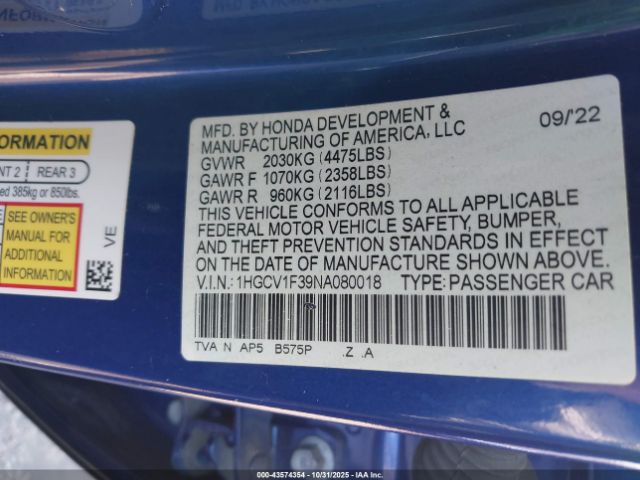 ORMATION
NT 2 REAR 3
ed 385kg or 850lbs.
SEE OWNER'S
MANUAL FOR
ADDITIONAL
INFORMATION
VE
MFD. BY HONDA DEVELOPMENT & 09/'22
MANUFACTURING OF AMERICA, LLC
GVWR 2030KG (4475LBS)
GAWR F 1070KG (2358LBS)
GAWR R 960KG (2116LBS)
THIS VEHICLE CONFORMS TO ALL APPLICABLE
FEDERAL MOTOR VEHICLE SAFETY, BUMPER,
AND THEFT PREVENTION STANDARDS IN EFFECT
ON THE DATE OF MANUFACTURE SHOWN ABOVE.
V.I.N.: 1HGCV1F39NA080018 TYPE: PASSENGER CAR
TVA N AP5 B575P .Z .A
000-43574354 | 10/31/2025 | IAA Inc.